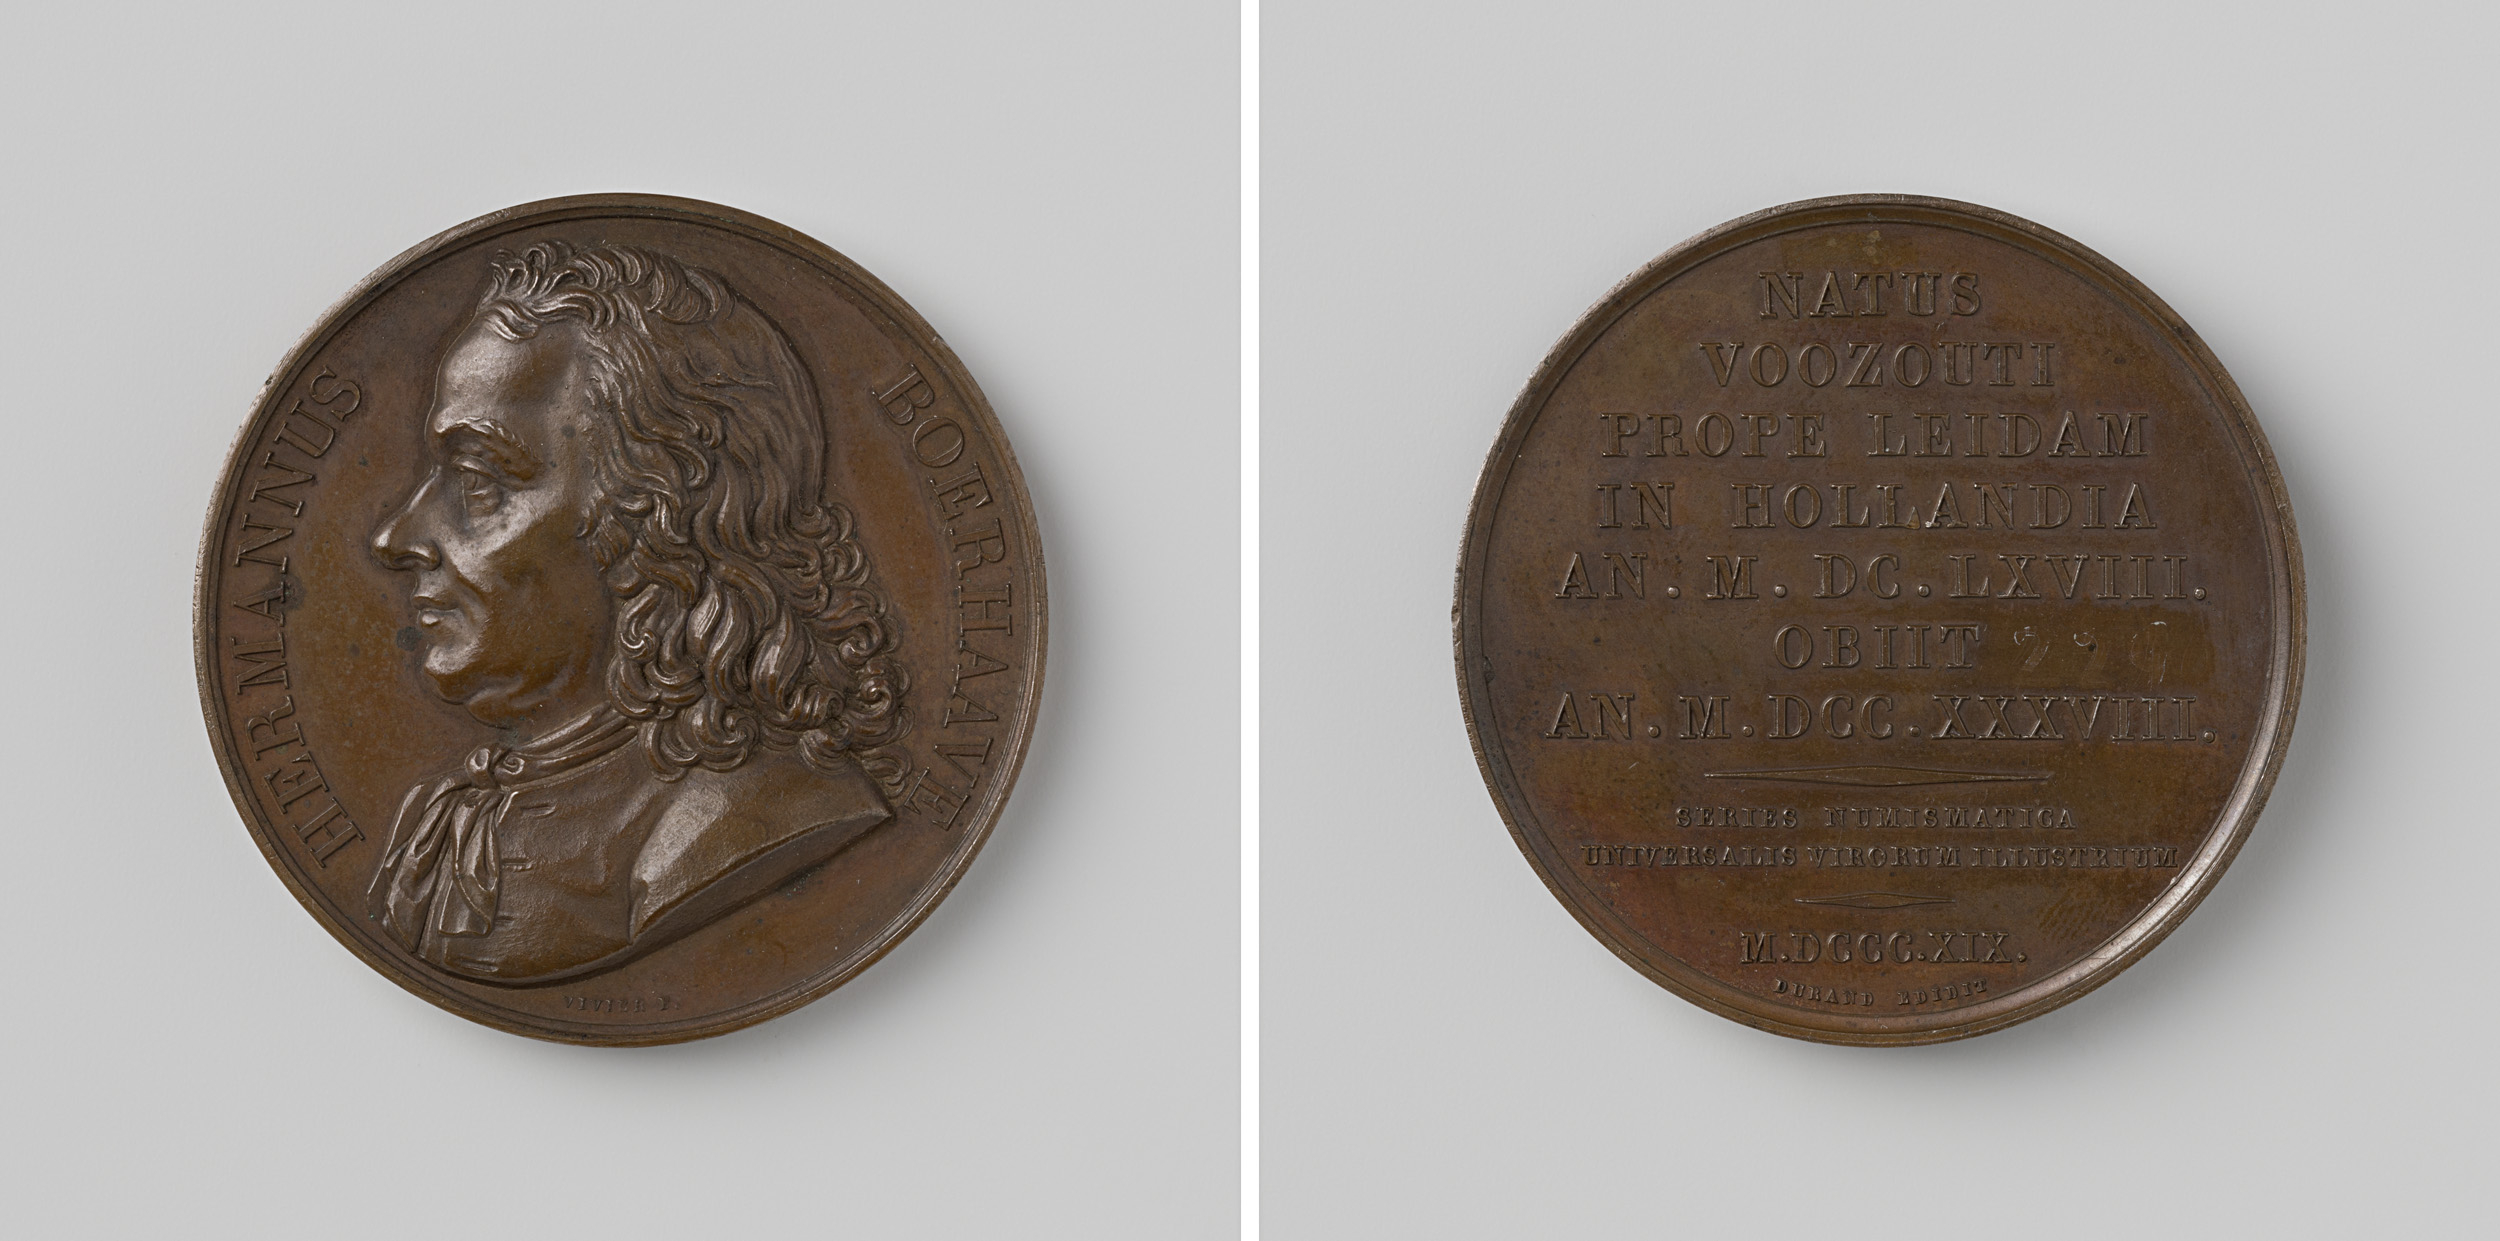 HERMANNUS BOERHAAVE
VIVIER F.
NATUS
VOOZOUTI
PROPE LEIDAM
IN HOLLANDIA
AN. M. DC. LXVIII.
OBIIT
AN. M. DCC. XXXVIII.
SERIES NUMISMATICA
UNIVERSALIS VIRORUM ILLUSTRIUM
M.DCCC.XIX.
DURAND EDIDIT